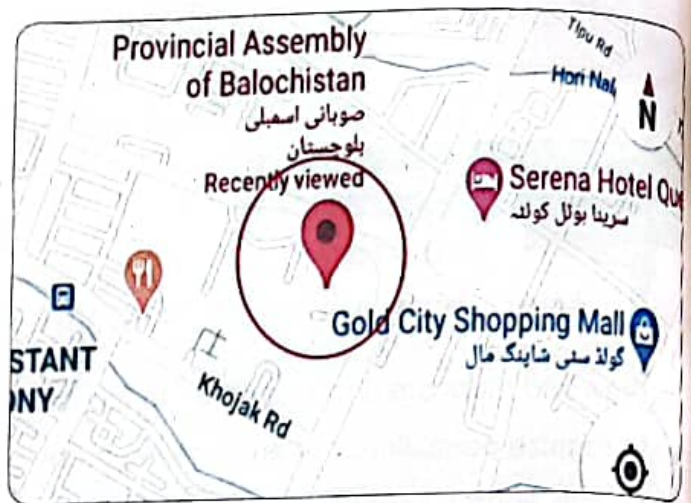 Provincial Assembly
of Balochistan
صوبائی اسمبلی
بلوچستان
Recently viewed
Tipu Rd
Hori Nal
N
Serena Hotel Que
سرینا ہوٹل کوئٹہ
Gold City Shopping Mall
گولڈ سٹی شاپنگ مال
STANT
ONY
Khojak Rd